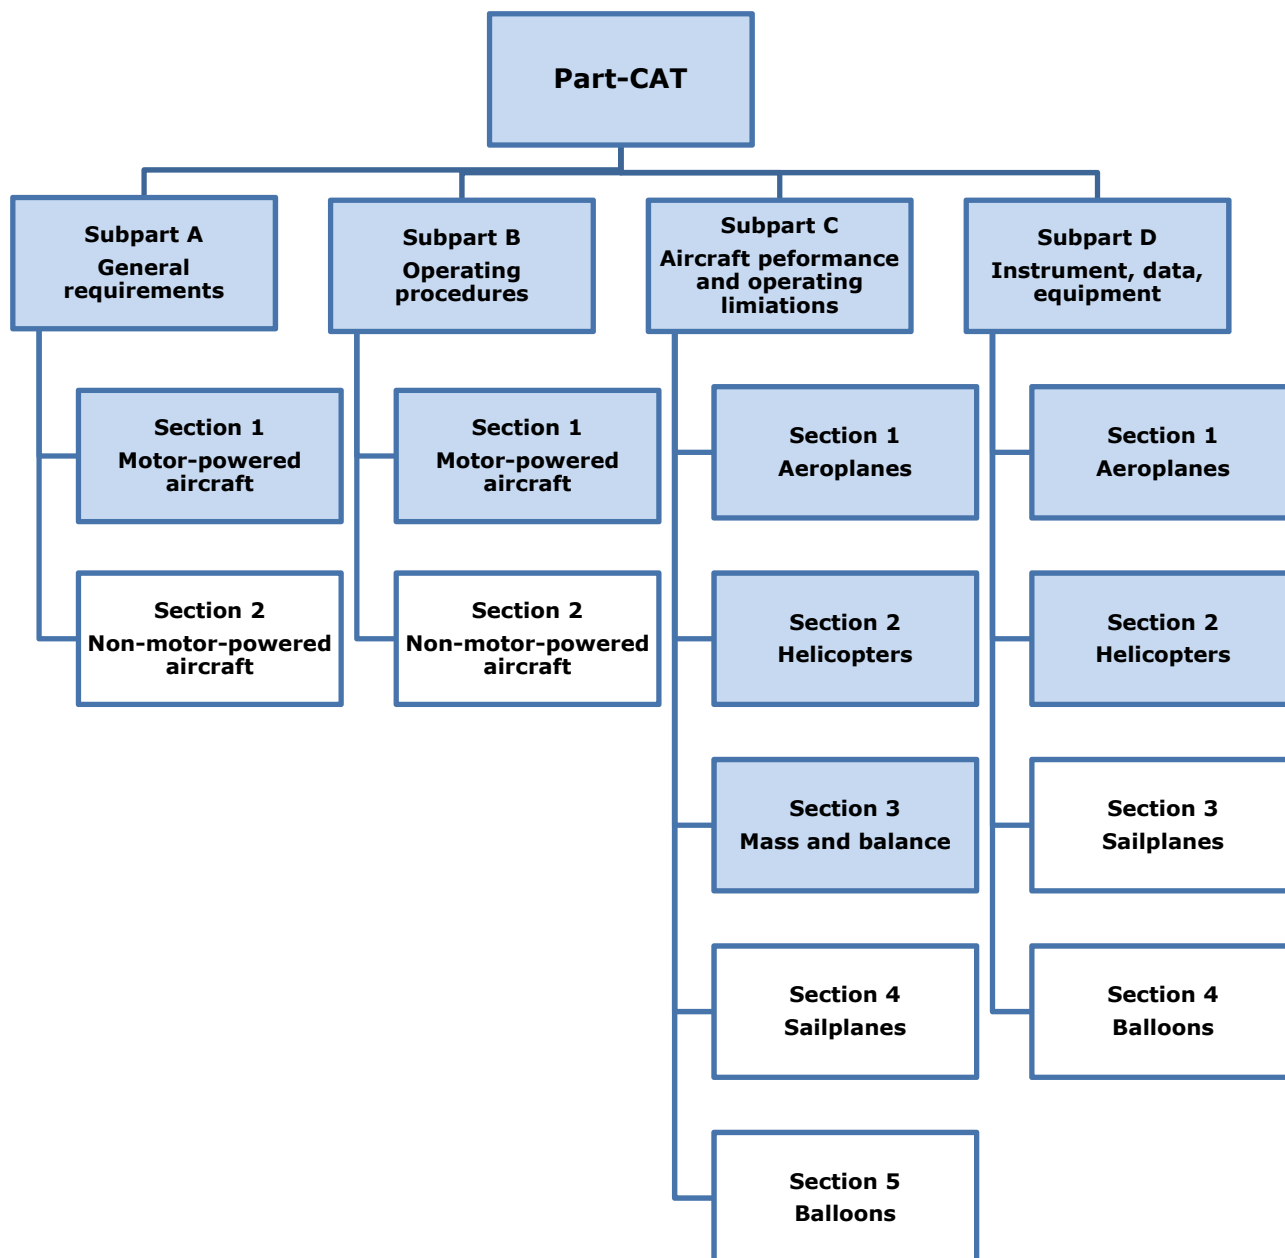 Part-CAT
Subpart A
General
requirements
Section 1
Motor-powered
aircraft
Section 2
Non-motor-powered
aircraft
Subpart B
Operating
procedures
Section 1
Motor-powered
aircraft
Section 2
Non-motor-powered
aircraft
Subpart C
Aircraft peformance
and operating
limiations
Section 1
Aeroplanes
Section 2
Helicopters
Section 3
Mass and balance
Section 4
Sailplanes
Section 5
Balloons
Subpart D
Instrument, data,
equipment
Section 1
Aeroplanes
Section 2
Helicopters
Section 3
Sailplanes
Section 4
Balloons